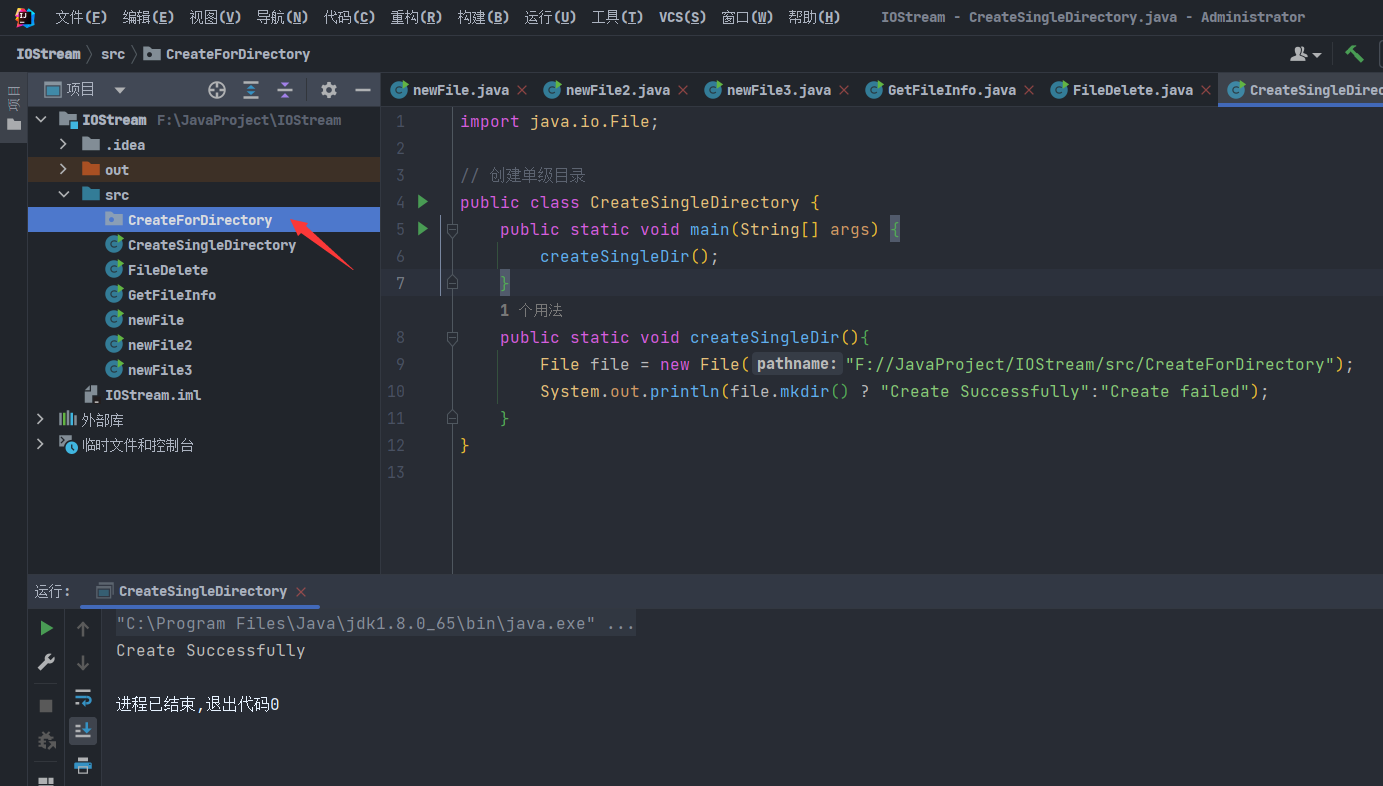 文件(F) 编辑(E) 视图(V) 导航(N) 代码(C) 重构(R) 构建(B) 运行(U) 工具(T) VCS(S) 窗口(W) 帮助(H) IOStream - CreateSingleDirectory.java - Administrator
IOStream src CreateForDirectory
项目
项目
newFile.java newFile2.java newFile3.java GetFileInfo.java FileDelete.java CreateSingleDirec
IOStream F:\JavaProject\IOStream
.idea
out
src
CreateForDirectory
CreateSingleDirectory
FileDelete
GetFileInfo
newFile
newFile2
newFile3
IOStream.iml
外部库
临时文件和控制台
1 import java.io.File;
2
3 // 创建单级目录
4 public class CreateSingleDirectory {
5 public static void main(String[] args) {
6 createSingleDir();
7 }
1 个用法
8 public static void createSingleDir(){
9 File file = new File( pathname: "F://JavaProject/IOStream/src/CreateForDirectory");
10 System.out.println(file.mkdir() ? "Create Successfully":"Create failed");
11 }
12 }
13
运行: CreateSingleDirectory
"C:\Program Files\Java\jdk1.8.0_65\bin\java.exe" ...
Create Successfully
进程已结束,退出代码0